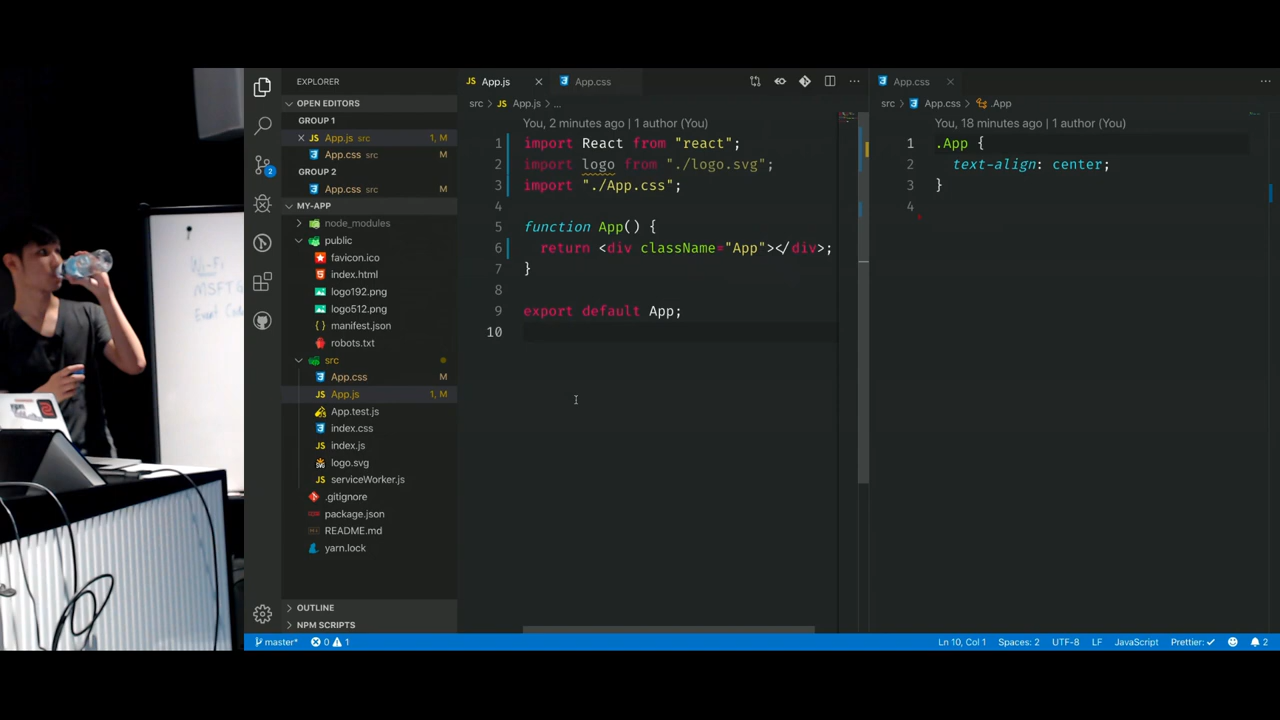 Wi-Fi
MSFT
Event Code
EXPLORER
OPEN EDITORS
GROUP 1
App.js src 1, M
App.css src M
GROUP 2
App.css src M
MY-APP
node_modules
public
favicon.ico
index.html
logo192.png
logo512.png
manifest.json
robots.txt
src
App.css M
App.js 1, M
App.test.js
index.css
index.js
logo.svg
serviceWorker.js
.gitignore
package.json
README.md
yarn.lock
OUTLINE
NPM SCRIPTS
App.js
App.css
src > App.js > ...
You, 2 minutes ago | 1 author (You)
1 import React from "react";
2 import logo from "./logo.svg";
3 import "./App.css";
4
5 function App() {
6 return <div className="App"></div>;
7 }
8
9 export default App;
10
App.css
src > App.css > .App
You, 18 minutes ago | 1 author (You)
1 .App {
2 text-align: center;
3 }
4
master* 0 1
Ln 10, Col 1 Spaces: 2 UTF-8 LF JavaScript Prettier: ✓ 2